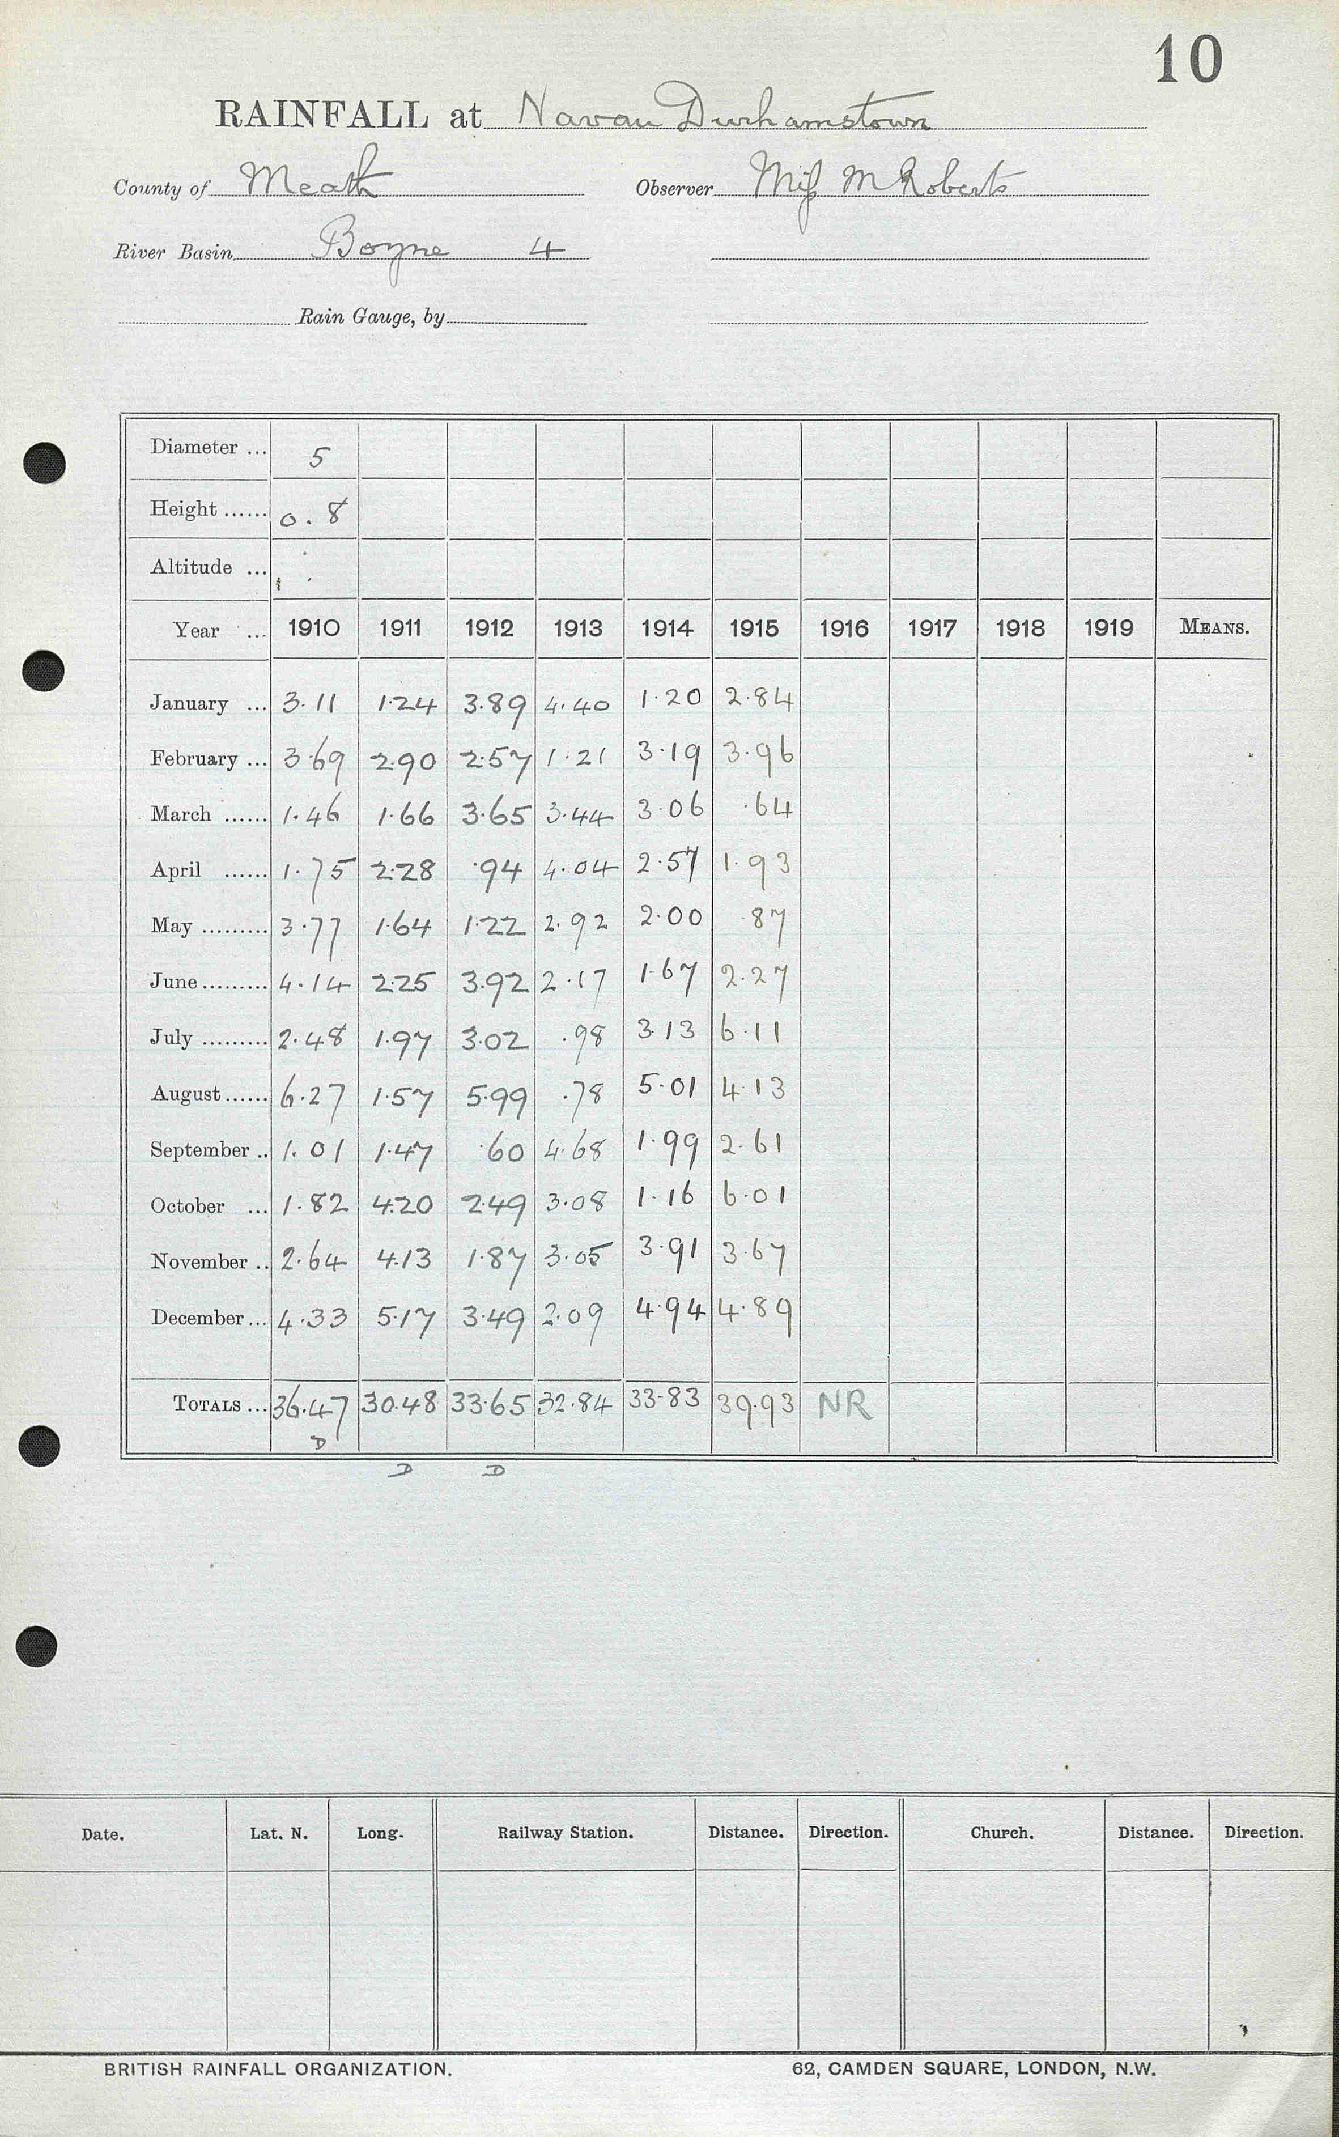 10
RAINFALL at Navan Durhamstown
County of Meath Observer Miss M Roberts
River Basin Boyne 4
Rain Gauge, by
Diameter ... 5
Height ...... 0.8
Altitude ...
Year ... 1910 1911 1912 1913 1914 1915 1916 1917 1918 1919 MEANS.
January ... 3.11 1.24 3.89 4.40 1.20 2.84
February ... 3.69 2.90 2.57 1.21 3.19 3.96
March ...... 1.46 1.66 3.65 3.44 3.06 .64
April ...... 1.75 2.28 .94 4.04 2.57 1.93
May ......... 3.77 1.64 1.22 2.92 2.00 .87
June ......... 4.14 2.25 3.92 2.17 1.67 2.27
July ......... 2.48 1.97 3.02 .98 3.13 6.11
August ...... 6.27 1.57 5.99 .78 5.01 4.13
September .. 1.01 1.47 .60 4.68 1.99 2.61
October ... 1.82 4.20 2.49 3.08 1.16 6.01
November .. 2.64 4.13 1.87 3.05 3.91 3.67
December ... 4.33 5.17 3.49 2.09 4.94 4.89
TOTALS ... 36.47 30.48 33.65 32.84 33.83 39.93 NR
D
D D
Date. Lat. N. Long. Railway Station. Distance. Direction. Church. Distance. Direction.
BRITISH RAINFALL ORGANIZATION. 62, CAMDEN SQUARE, LONDON, N.W.